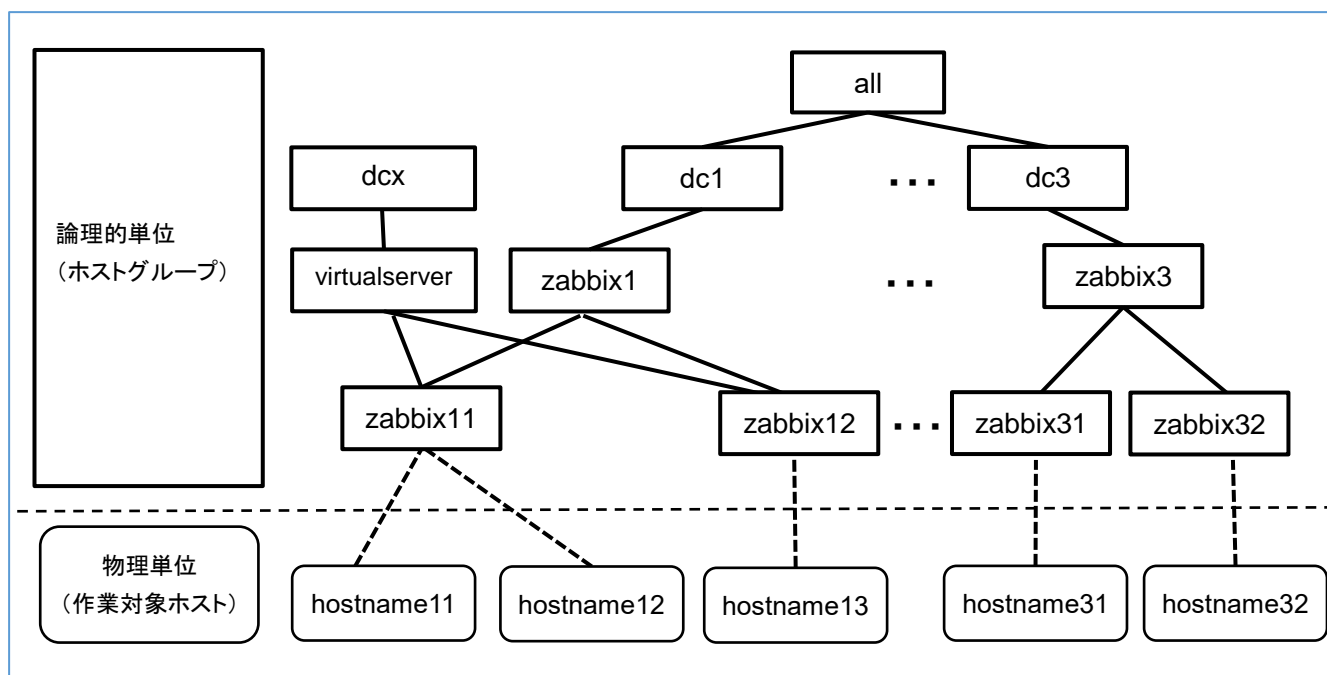 all
dcx
dc1
...
dc3
論理的単位
(ホストグループ)
virtualserver
zabbix1
...
zabbix3
zabbix11
zabbix12
...
zabbix31
zabbix32
物理単位
(作業対象ホスト)
hostname11
hostname12
hostname13
hostname31
hostname32